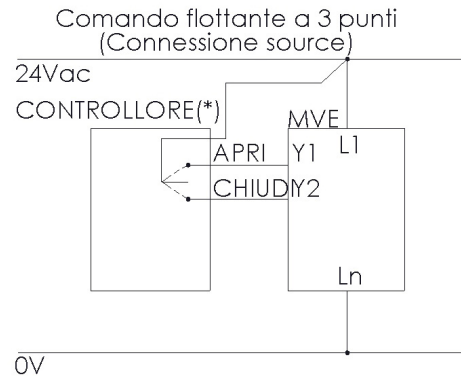 Comando flottante a 3 punti
(Connessione source)
24Vac
CONTROLLORE(*)
MVE
APRI Y1 L1
CHIUDI Y2
Ln
0V